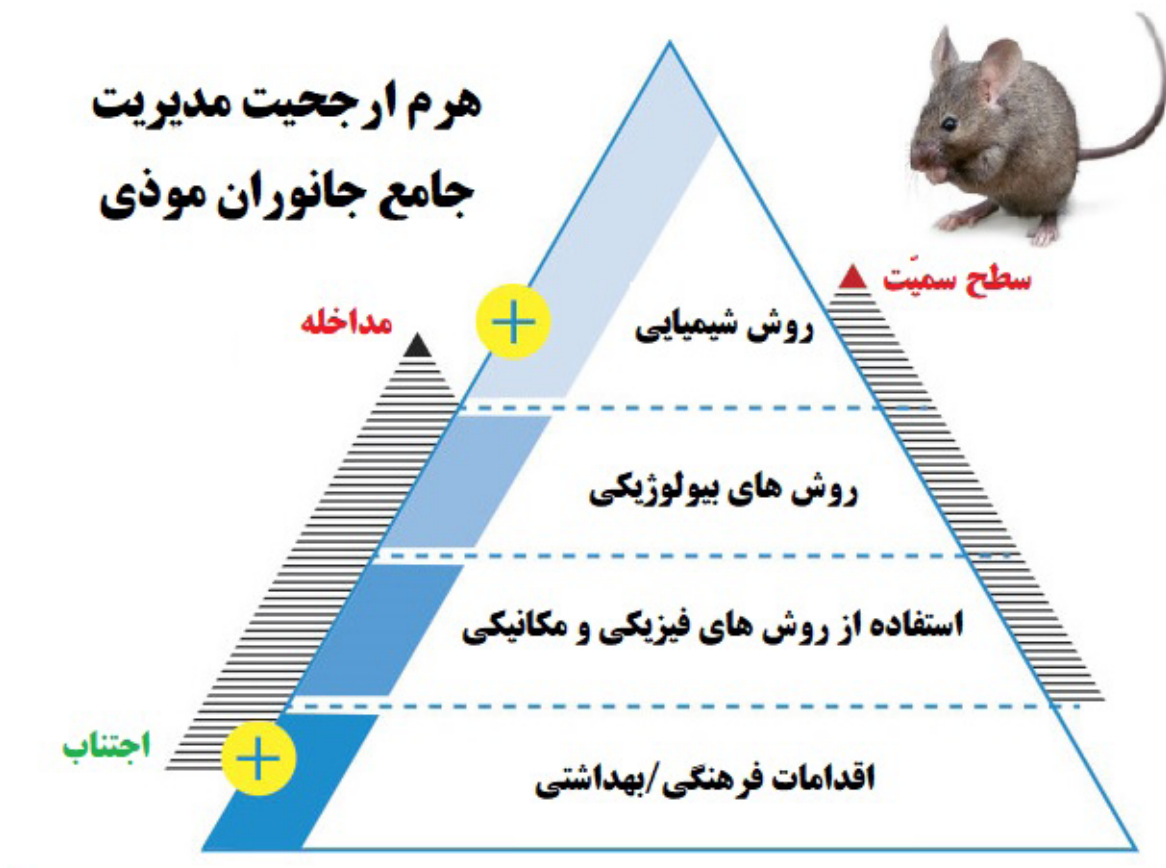 هرم ارجحیت مدیریت
جامع جانوران موذی
سطح سمیّت
مداخله
روش شیمیایی
روش های بیولوژیکی
استفاده از روش های فیزیکی و مکانیکی
اجتناب
اقدامات فرهنگی/بهداشتی